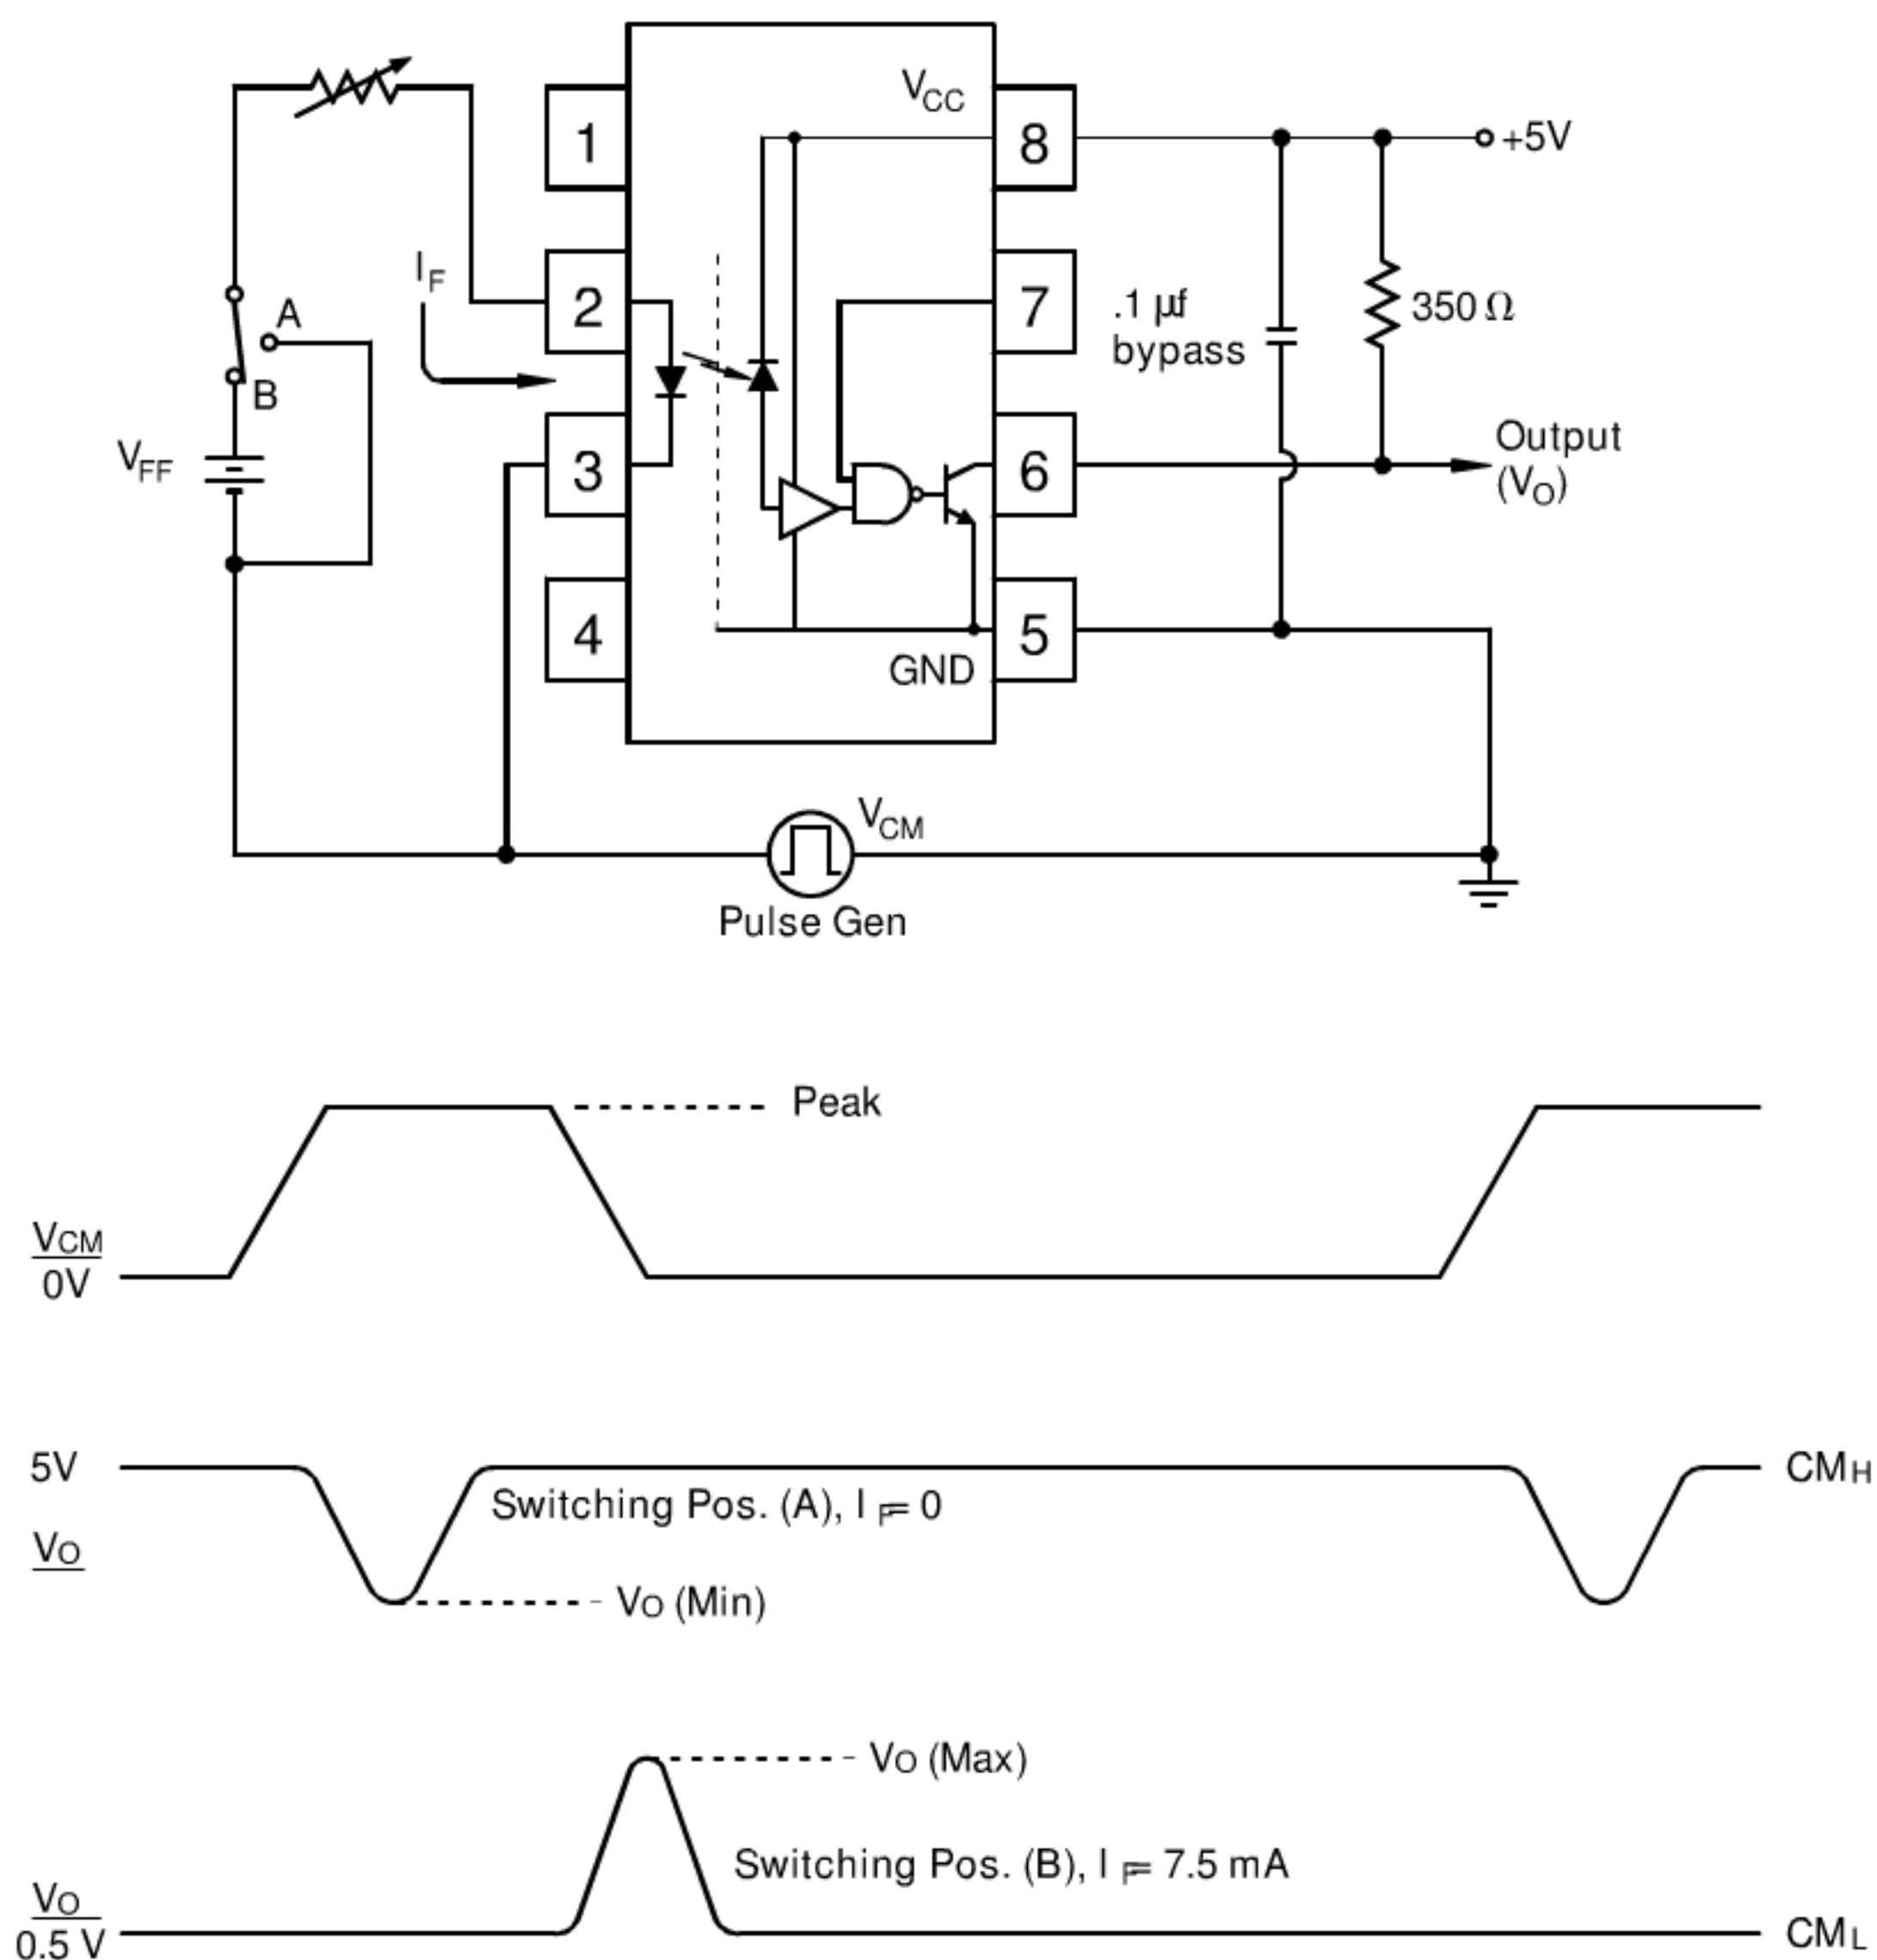 VCC
1
8
+5V
IF
2
7
.1 µf
bypass
350 Ω
A
B
VFF
3
6
Output
(VO)
4
5
GND
VCM
Pulse Gen
Peak
VCM
0V
5V
CMH
Switching Pos. (A), IF= 0
VO
VO (Min)
VO (Max)
Switching Pos. (B), IF= 7.5 mA
VO
0.5 V
CML